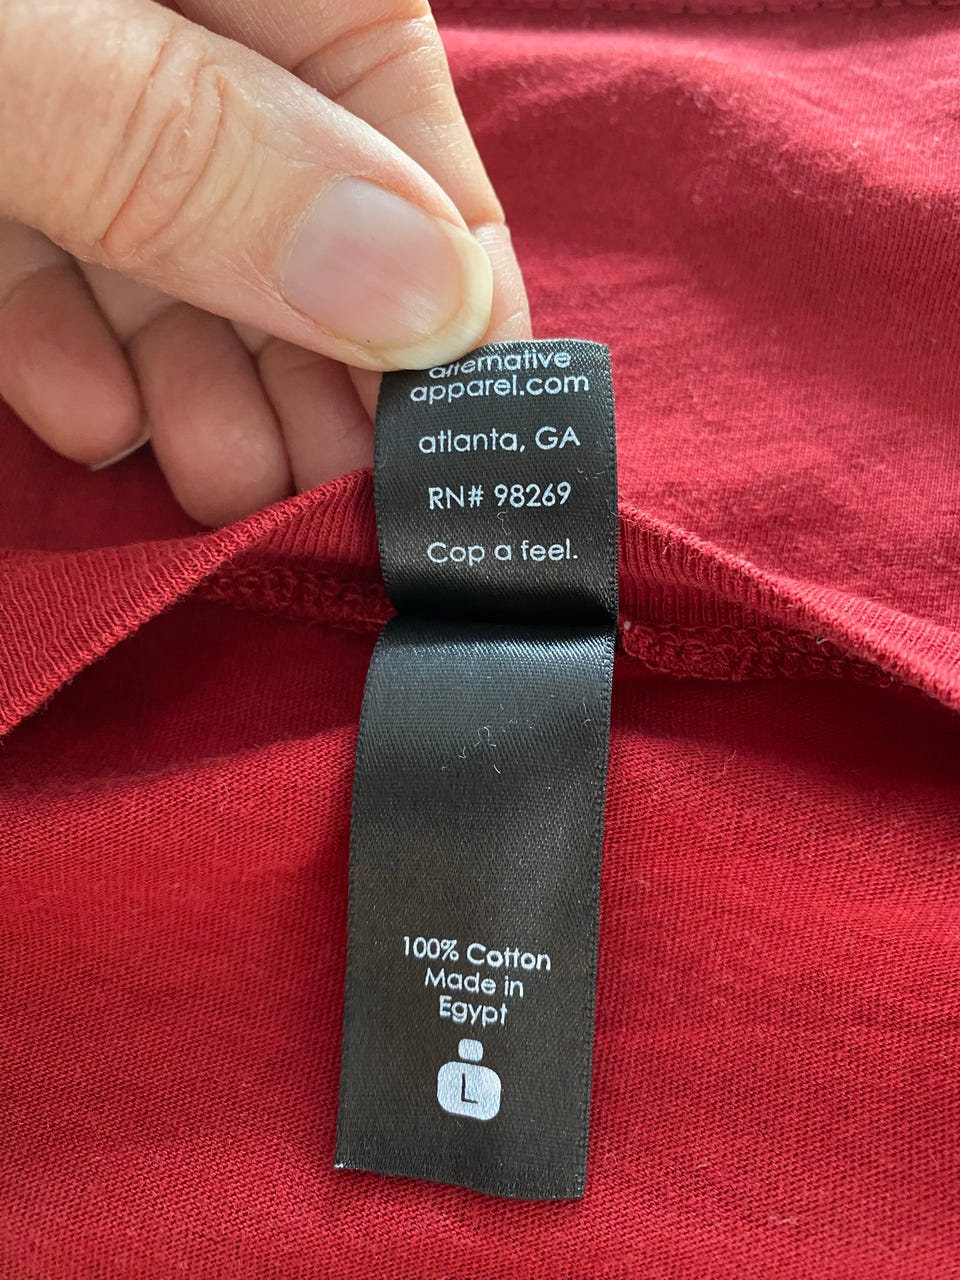 alternative
apparel.com
atlanta, GA
RN# 98269
Cop a feel.
100% Cotton
Made in
Egypt
L